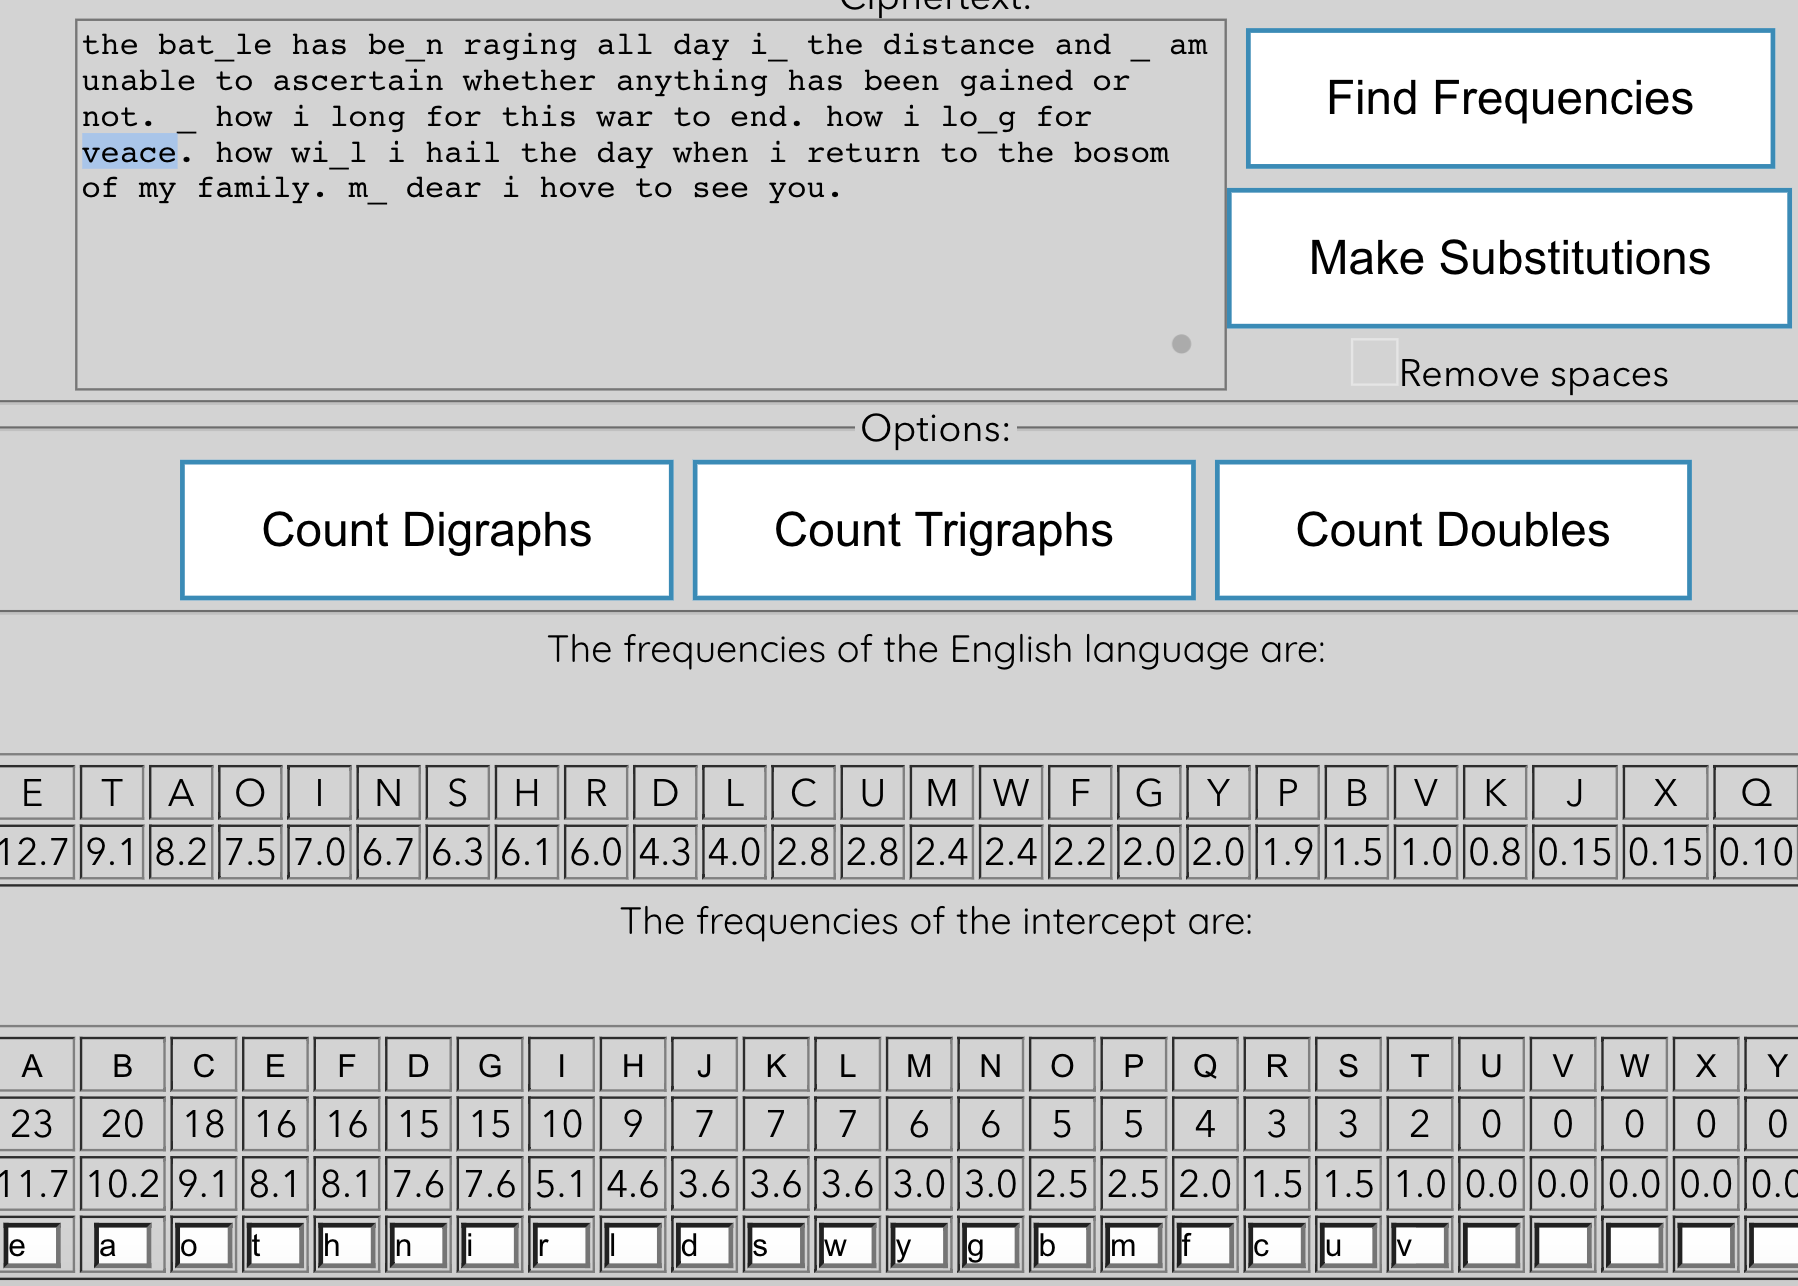 Ciphertext:
the bat_le has be_n raging all day i_ the distance and _ am
unable to ascertain whether anything has been gained or
not. _ how i long for this war to end. how i lo_g for
veace. how wi_l i hail the day when i return to the bosom
of my family. m_ dear i hove to see you.
Find Frequencies
Make Substitutions
Remove spaces
Options:
Count Digraphs Count Trigraphs Count Doubles
The frequencies of the English language are:
E T A O I N S H R D L C U M W F G Y P B V K J X Q
12.7 9.1 8.2 7.5 7.0 6.7 6.3 6.1 6.0 4.3 4.0 2.8 2.8 2.4 2.4 2.2 2.0 2.0 1.9 1.5 1.0 0.8 0.15 0.15 0.10
The frequencies of the intercept are:
A B C E F D G I H J K L M N O P Q R S T U V W X Y
23 20 18 16 16 15 15 10 9 7 7 7 6 6 5 5 4 3 3 2 0 0 0 0 0
11.7 10.2 9.1 8.1 8.1 7.6 7.6 5.1 4.6 3.6 3.6 3.6 3.0 3.0 2.5 2.5 2.0 1.5 1.5 1.0 0.0 0.0 0.0 0.0 0.0
e a o t h n i r l d s w y g b m f c u v